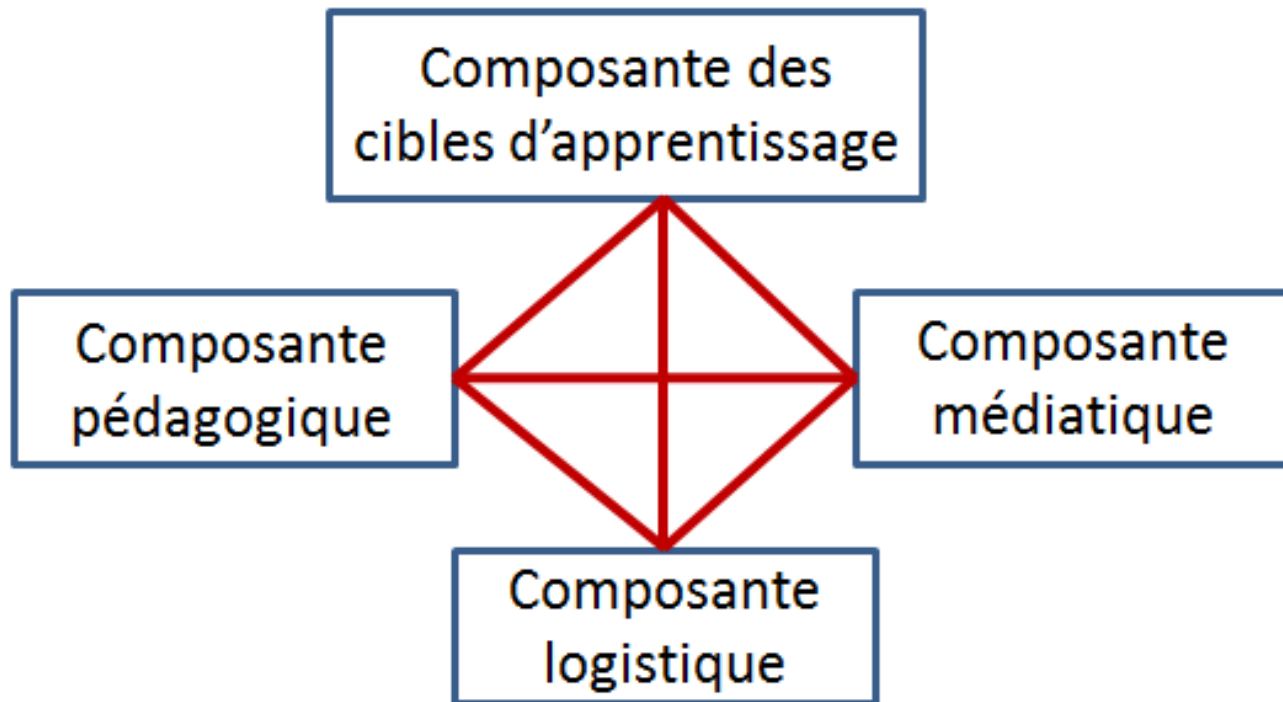 Composante des
cibles d’apprentissage
Composante
pédagogique
Composante
médiatique
Composante
logistique